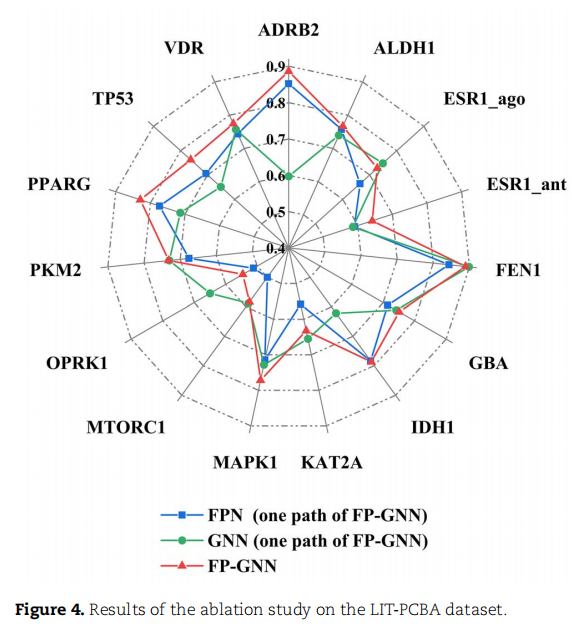 ADRB2
VDR
ALDH1
0.9
TP53
0.8
ESR1_ago
0.7
PPARG
0.6
ESR1_ant
0.5
PKM2
0.4
FEN1
OPRK1
GBA
MTORC1
IDH1
MAPK1
KAT2A
FPN (one path of FP-GNN)
GNN (one path of FP-GNN)
FP-GNN
Figure 4. Results of the ablation study on the LIT-PCBA dataset.